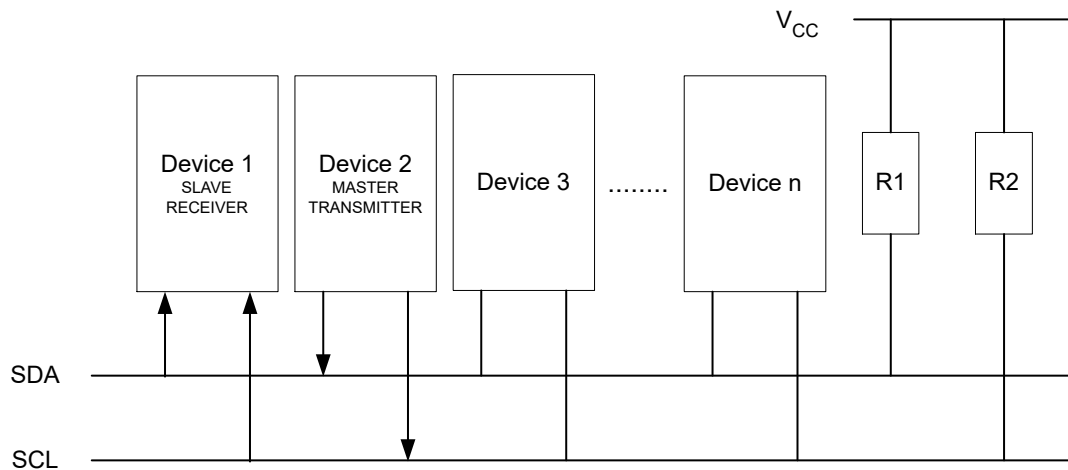 VCC
Device 1
SLAVE
RECEIVER
Device 2
MASTER
TRANSMITTER
Device 3
........
Device n
R1
R2
SDA
SCL